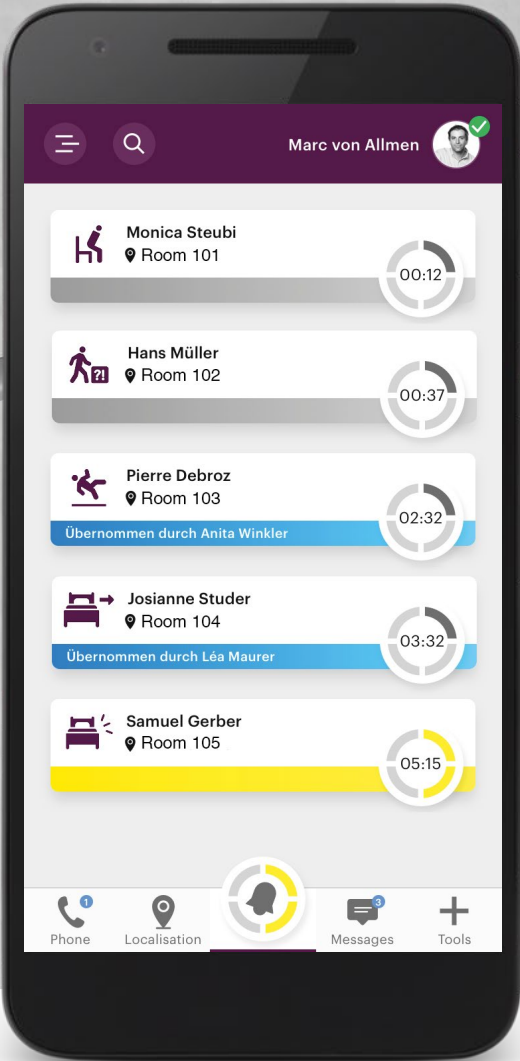 Marc von Allmen
Monica Steubi
Room 101
00:12
Hans Müller
?!
Room 102
00:37
Pierre Debroz
Room 103
02:32
Übernommen durch Anita Winkler
Josianne Studer
Room 104
03:32
Übernommen durch Léa Maurer
Samuel Gerber
Room 105
05:15
1
3
Phone
Localisation
Messages
Tools